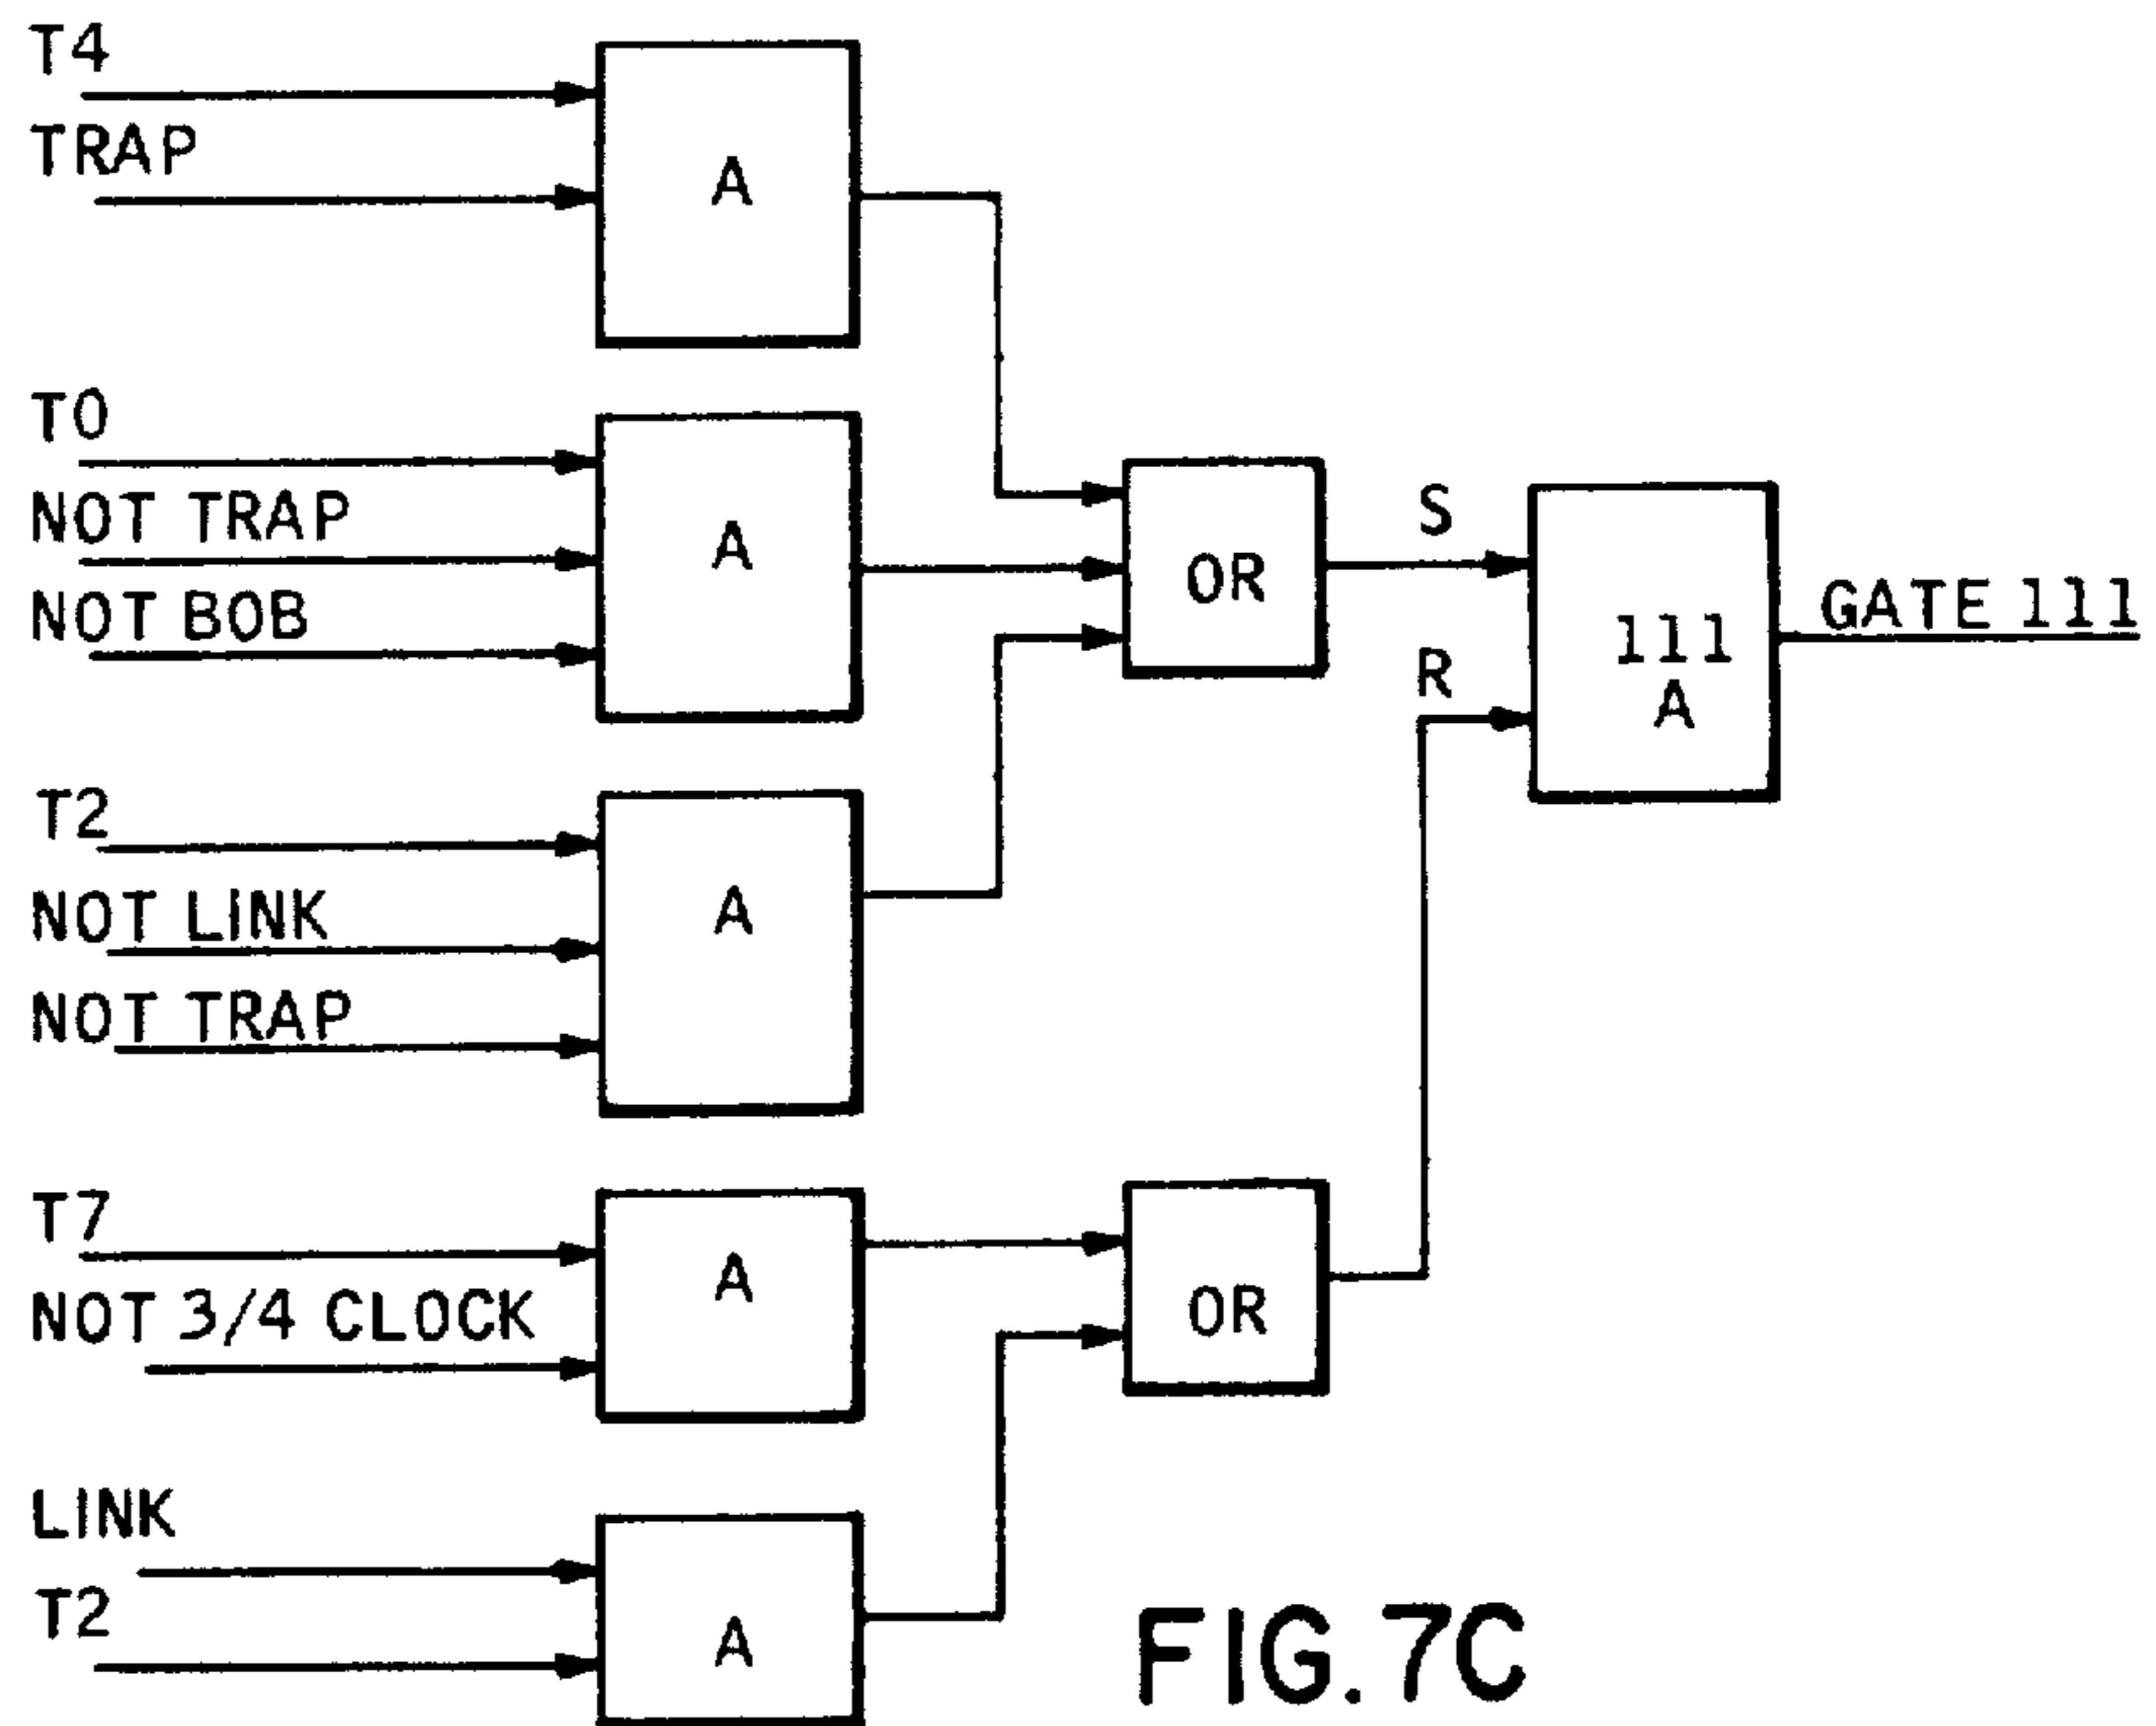 T4
TRAP
A
T0
NOT TRAP
NOT BOB
A
T2
NOT LINK
NOT TRAP
A
OR
S
R
111
A
GATE 111
T7
NOT 3/4 CLOCK
A
OR
LINK
T2
A
FIG. 7C